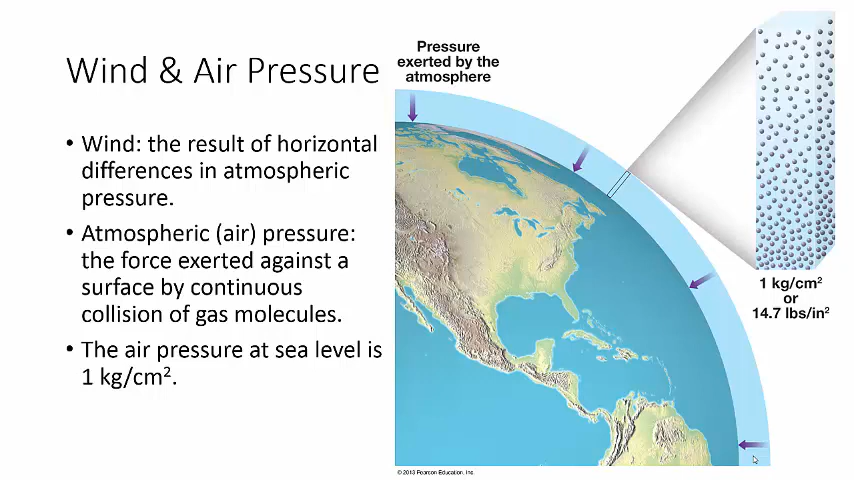 Wind & Air Pressure
• Wind: the result of horizontal
differences in atmospheric
pressure.
• Atmospheric (air) pressure:
the force exerted against a
surface by continuous
collision of gas molecules.
• The air pressure at sea level is
1 kg/cm².
Pressure
exerted by the
atmosphere
1 kg/cm²
or
14.7 lbs/in²
© 2013 Pearson Education, Inc.